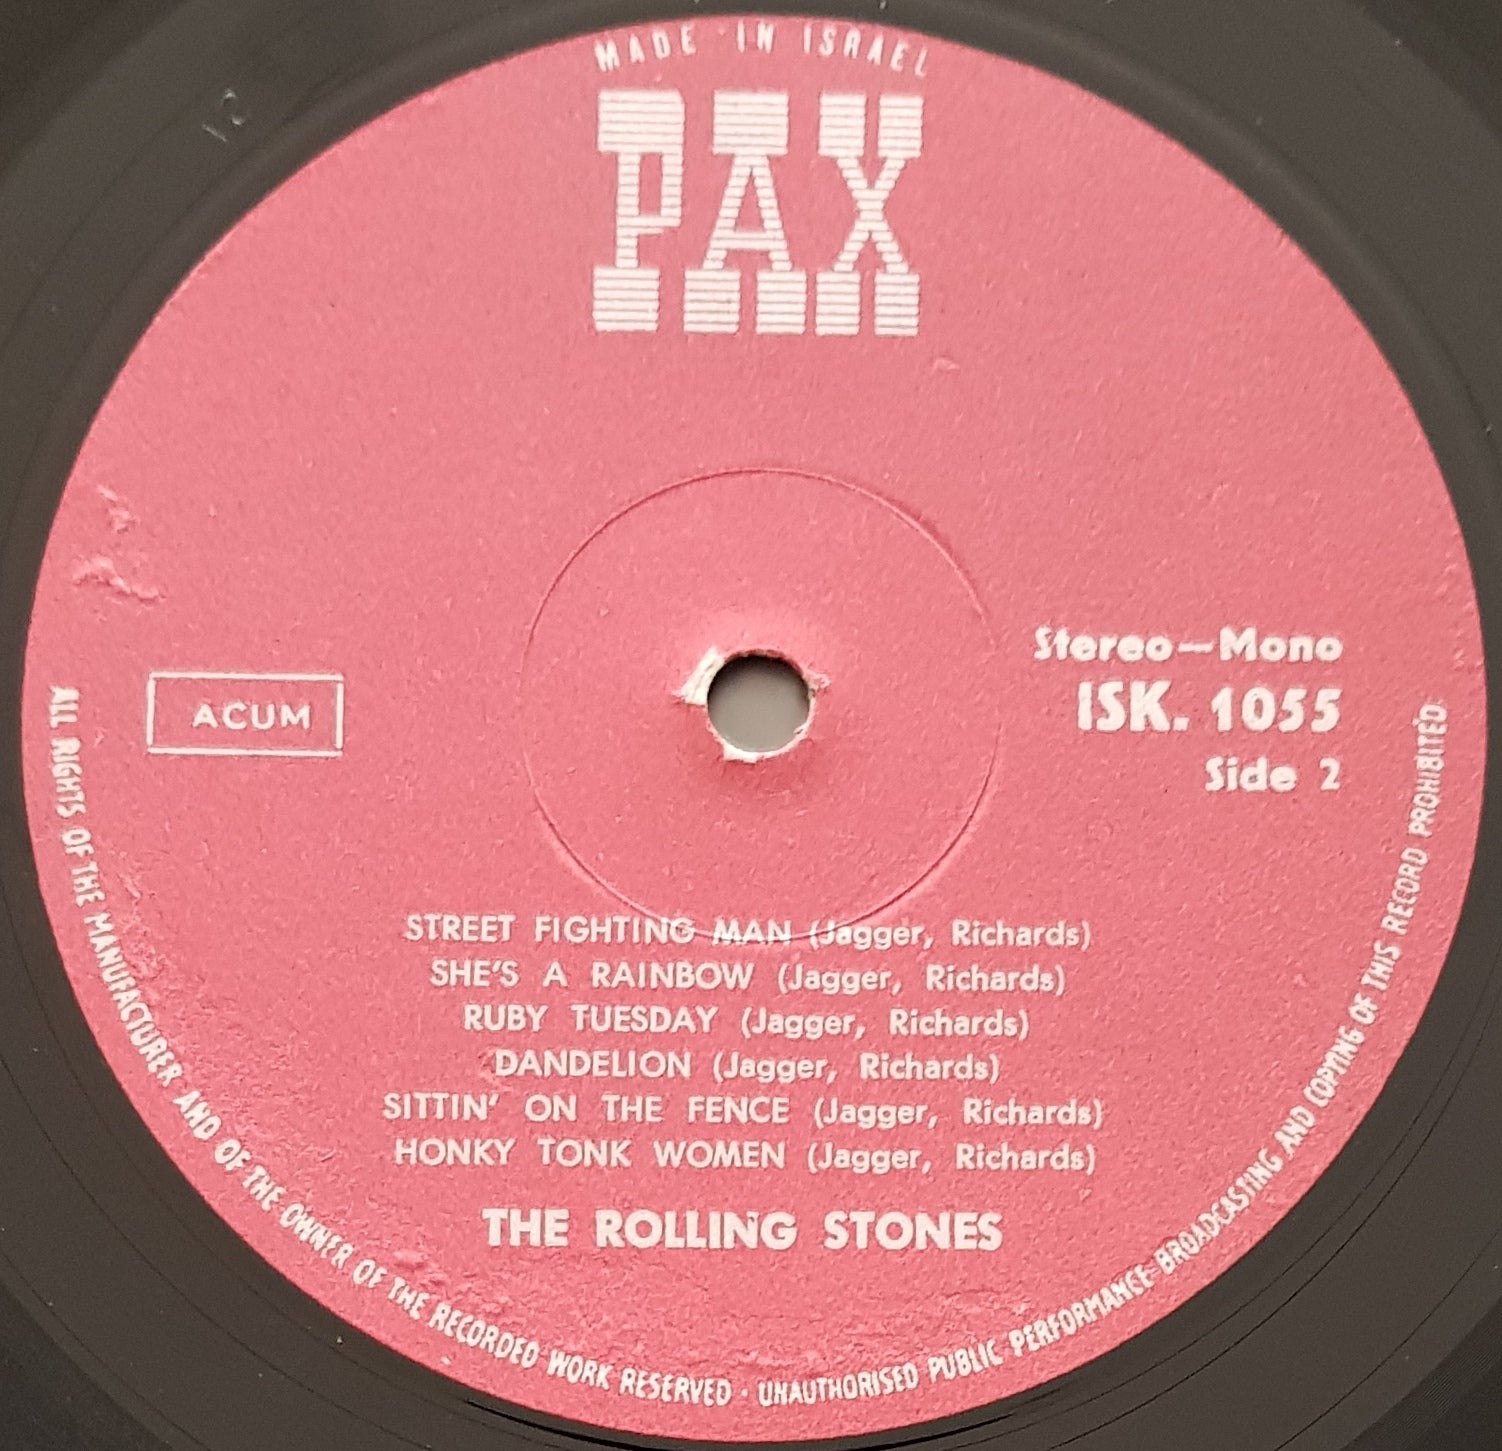 MADE IN ISRAEL
PAX
Stereo—Mono
ISK. 1055
Side 2
ACUM
STREET FIGHTING MAN (Jagger, Richards)
SHE'S A RAINBOW (Jagger, Richards)
RUBY TUESDAY (Jagger, Richards)
DANDELION (Jagger, Richards)
SITTIN' ON THE FENCE (Jagger, Richards)
HONKY TONK WOMEN (Jagger, Richards)
THE ROLLING STONES
ALL RIGHTS OF THE MANUFACTURER AND OF THE OWNER OF THE RECORDED WORK RESERVED · UNAUTHORISED PUBLIC PERFORMANCE BROADCASTING AND COPYING OF THIS RECORD PROHIBITED.